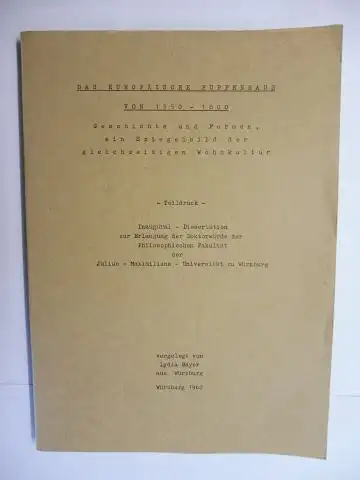 DAS EUROPÄISCHE PUPPENHAUS
VON 1550 - 1800
Geschichte und Formen,
ein Spiegelbild der
gleichzeitigen Wohnkultur
- Teildruck -
Inaugural - Dissertation
zur Erlangung der Doktorwürde der
Philosophischen Fakultät
der
Julius - Maximilians - Universität zu Würzburg
vorgelegt von
Lydia Bayer
aus Würzburg
Würzburg 1962